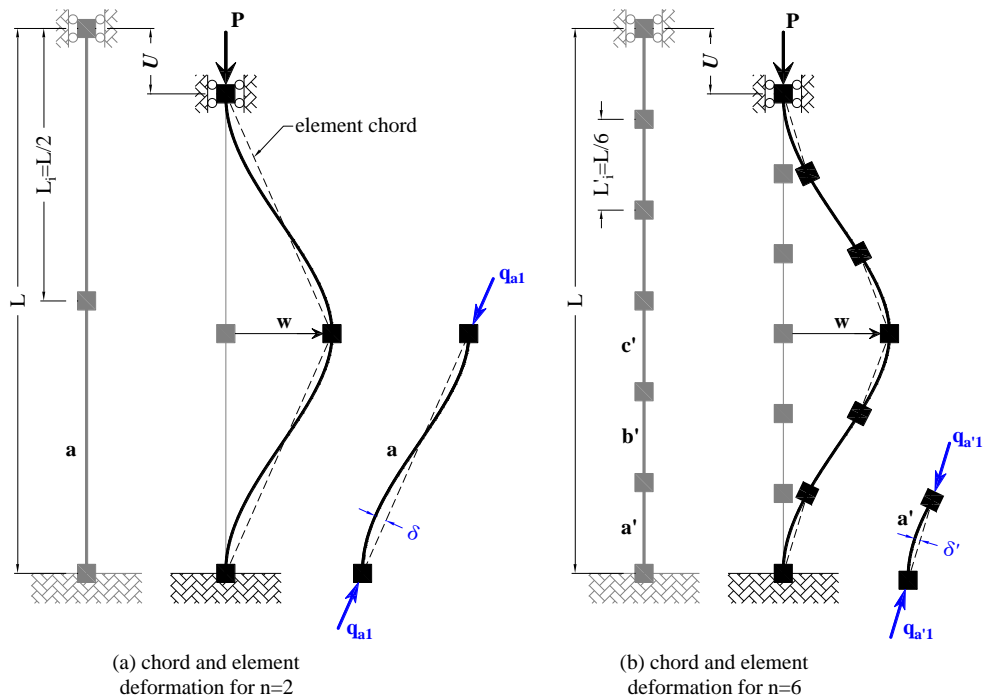 P
U
element chord
L_i=L/2
L
w
a
q_a1
a
δ
q_a1
(a) chord and element
deformation for n=2
P
U
L'_i=L/6
L
w
c'
b'
a'
q_a'1
a'
δ'
q_a'1
(b) chord and element
deformation for n=6